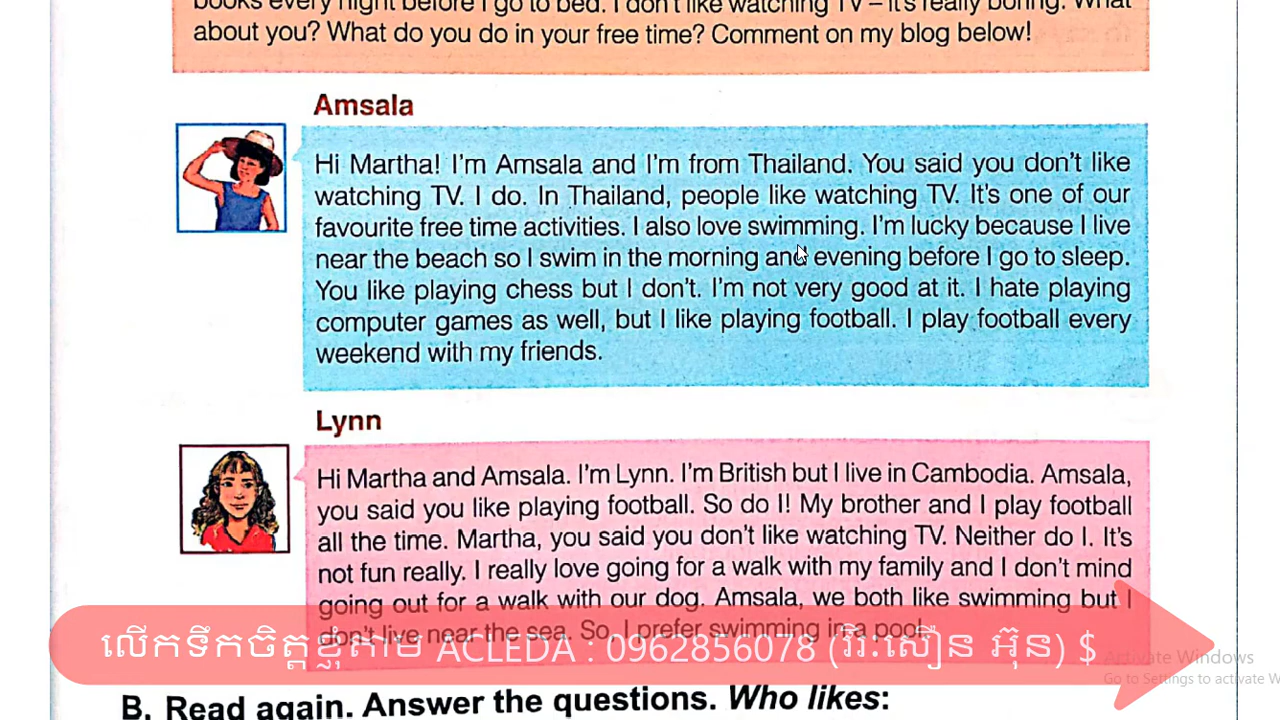 books every night before I go to bed. I don't like watching TV – it's really boring. What
about you? What do you do in your free time? Comment on my blog below!
Amsala
Hi Martha! I'm Amsala and I'm from Thailand. You said you don't like
watching TV. I do. In Thailand, people like watching TV. It's one of our
favourite free time activities. I also love swimming. I'm lucky because I live
near the beach so I swim in the morning and evening before I go to sleep.
You like playing chess but I don't. I'm not very good at it. I hate playing
computer games as well, but I like playing football. I play football every
weekend with my friends.
Lynn
Hi Martha and Amsala. I'm Lynn. I'm British but I live in Cambodia. Amsala,
you said you like playing football. So do I! My brother and I play football
all the time. Martha, you said you don't like watching TV. Neither do I. It's
not fun really. I really love going for a walk with my family and I don't mind
going out for a walk with our dog. Amsala, we both like swimming but I
don't live near the sea. So, I prefer swimming in a pool.
លើកទឹកចិត្តខ្ញុំតាម ACLEDA : 0962856078 (រិ:សឿន អ៊ុន) $
Activate Windows
Go to Settings to activate W
B. Read again. Answer the questions. Who likes: